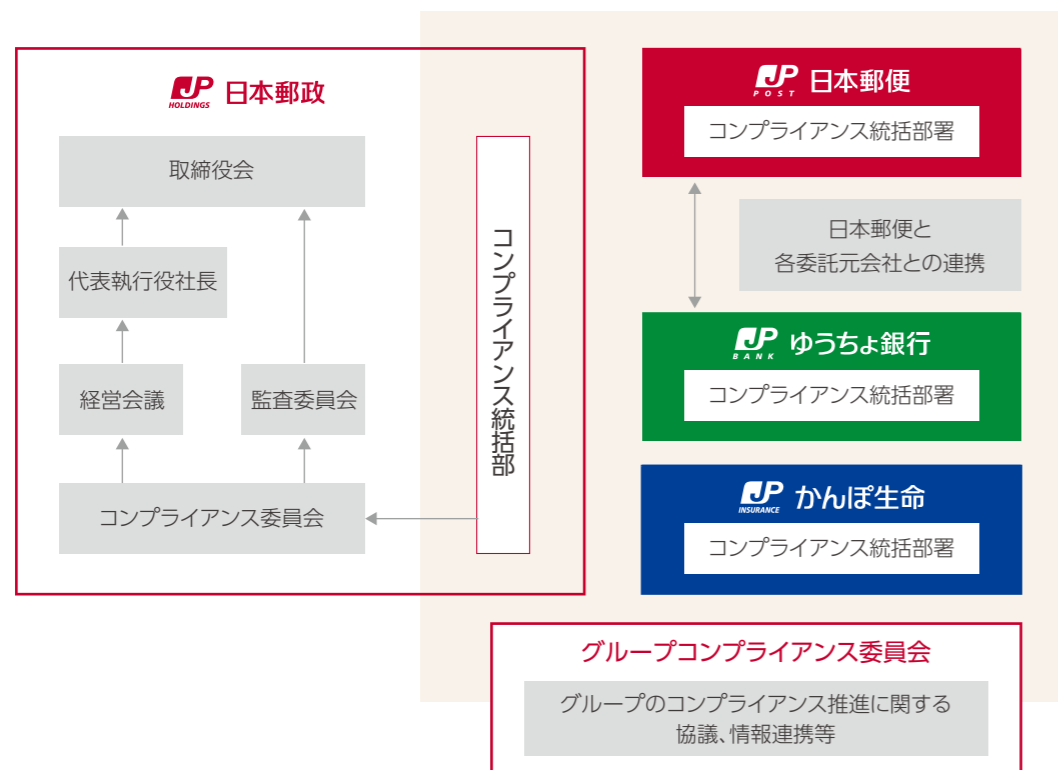 JP HOLDINGS 日本郵政
取締役会
代表執行役社長
経営会議
監査委員会
コンプライアンス委員会
コンプライアンス統括部
JP POST 日本郵便
コンプライアンス統括部署
日本郵便と
各委託元会社との連携
JP BANK ゆうちょ銀行
コンプライアンス統括部署
JP INSURANCE かんぽ生命
コンプライアンス統括部署
グループコンプライアンス委員会
グループのコンプライアンス推進に関する
協議、情報連携等